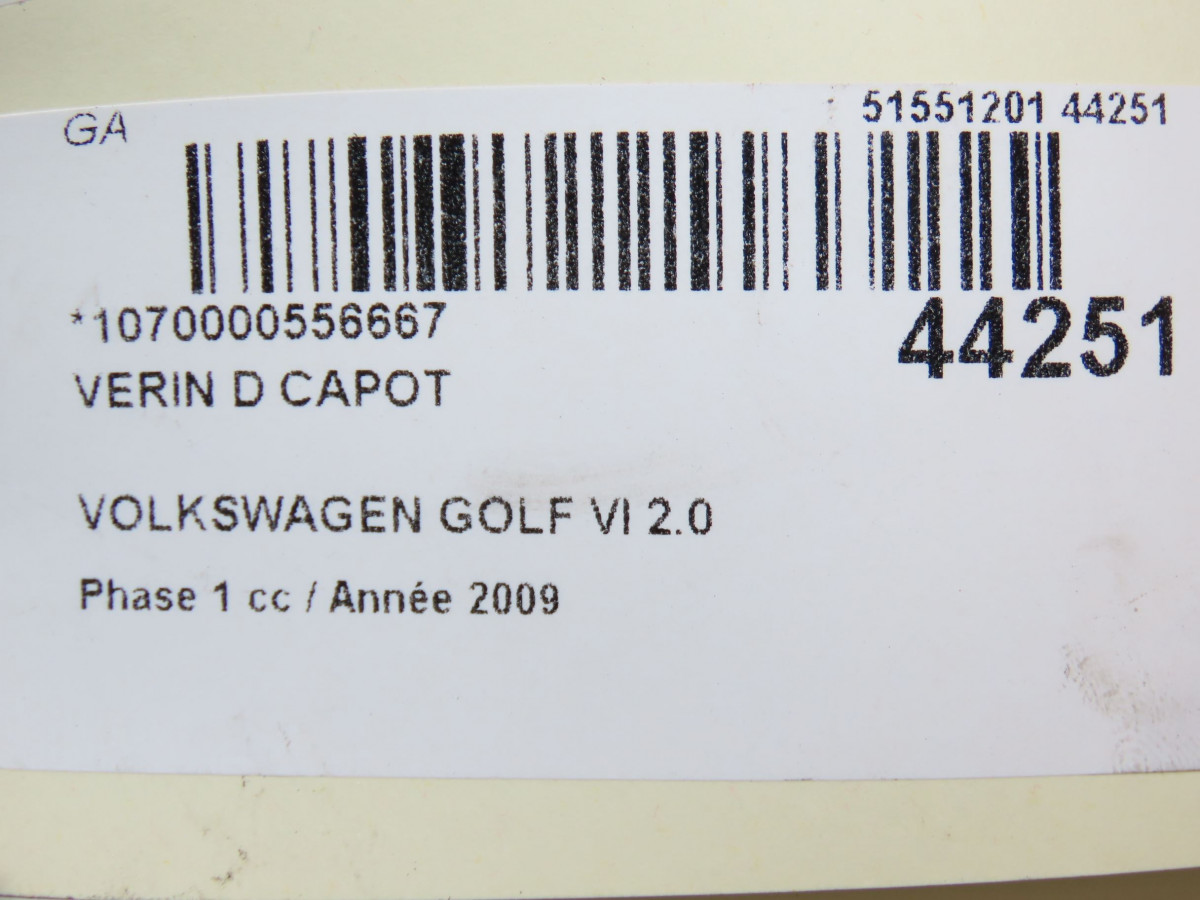 GA
51551201 44251
*1070000556667
44251
VERIN D CAPOT
VOLKSWAGEN GOLF VI 2.0
Phase 1 cc / Année 2009